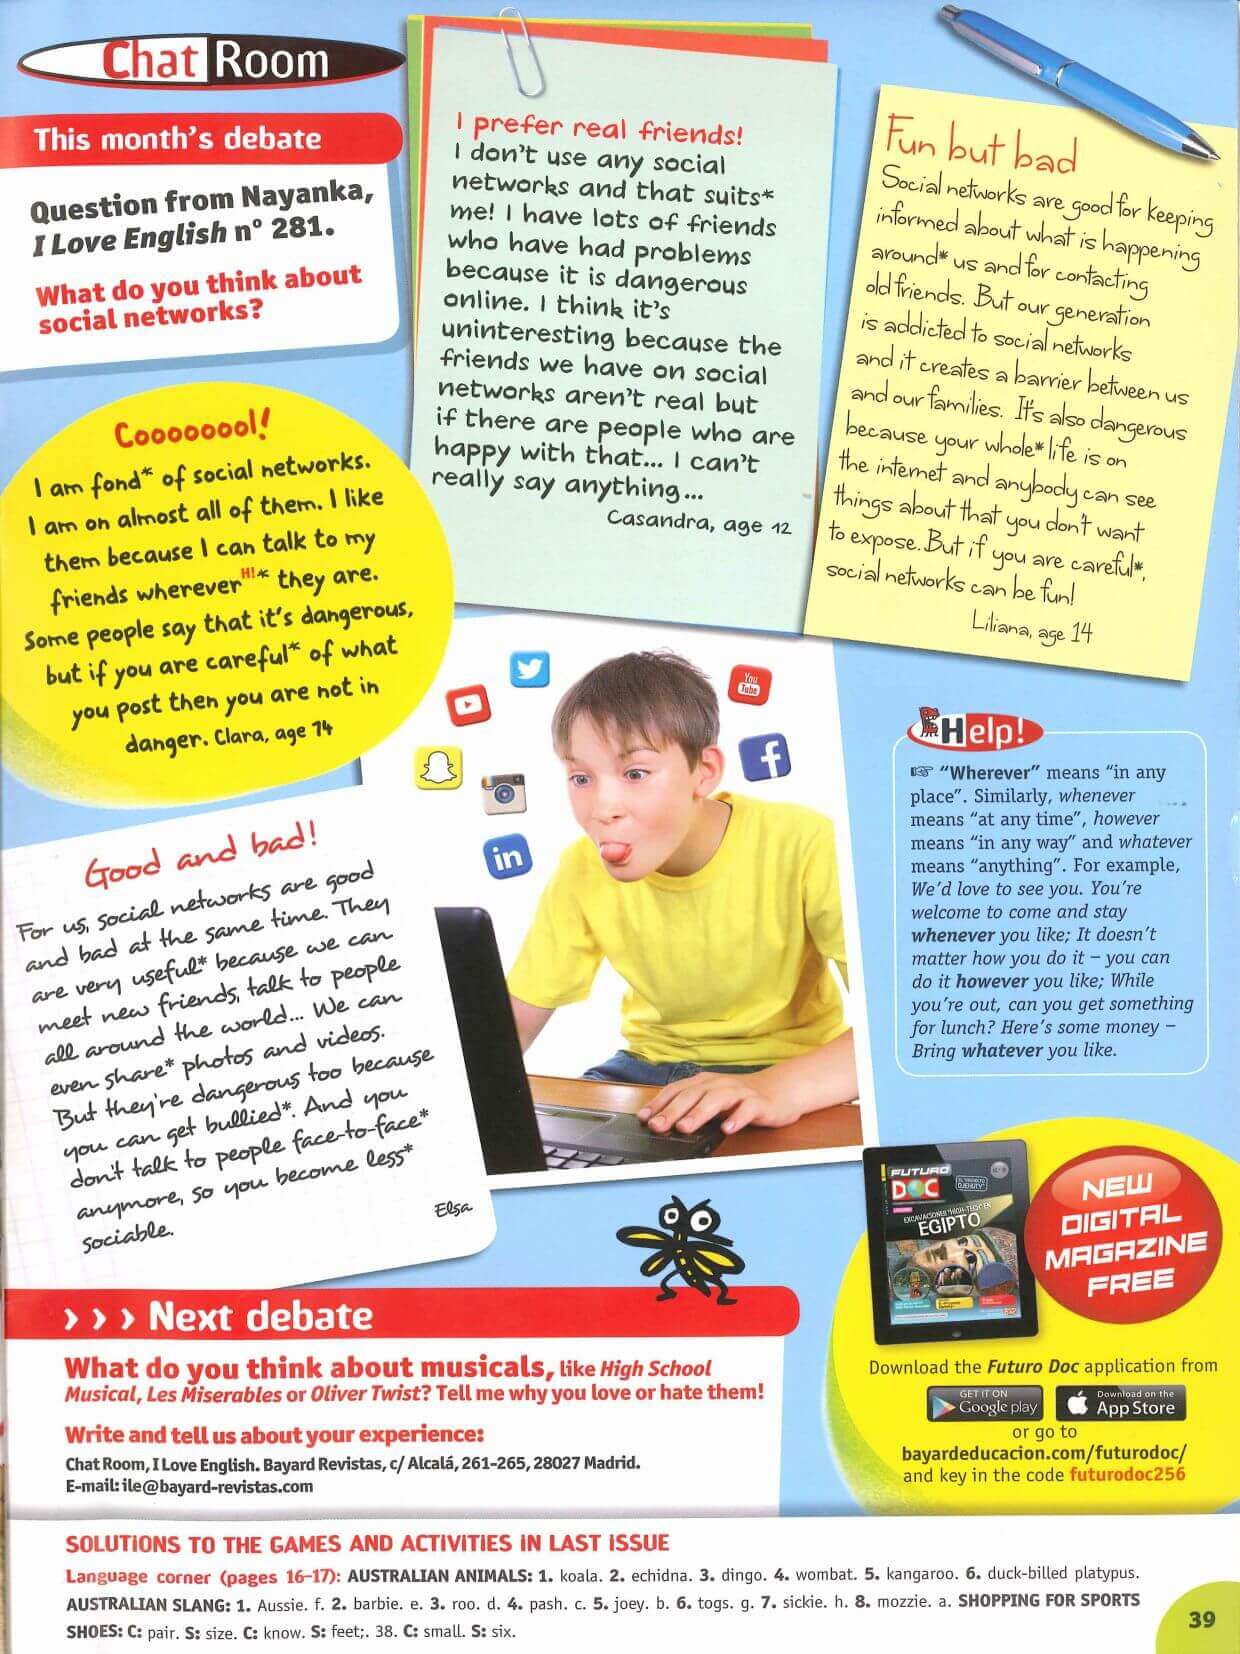 Chat Room
This month's debate
Question from Nayanka,
I Love English nº 281.
What do you think about
social networks?
Cooooooool!
I am fond* of social networks.
I am on almost all of them. I like
them because I can talk to my
friends wherever H!* they are.
Some people say that it's dangerous,
but if you are careful* of what
you post then you are not in
danger. Clara, age 14
I prefer real friends!
I don't use any social
networks and that suits*
me! I have lots of friends
who have had problems
because it is dangerous
online. I think it's
uninteresting because the
friends we have on social
networks aren't real but
if there are people who are
happy with that... I can't
really say anything...
Casandra, age 12
Fun but bad
Social networks are good for keeping
informed about what is happening
around* us and for contacting
old friends. But our generation
is addicted to social networks
and it creates a barrier between us
and our families. It's also dangerous
because your whole* life is on
the internet and anybody can see
things about that you don't want
to expose. But if you are careful*,
social networks can be fun!
Liliana, age 14
Good and bad!
For us, social networks are good
and bad at the same time. They
are very useful* because we can
meet new friends, talk to people
all around the world... We can
even share* photos and videos.
But they're dangerous too because
you can get bullied*. And you
don't talk to people face-to-face*
anymore, so you become less*
sociable.
Elsa
You
Tube
f
in
Help!
☞ "Wherever" means "in any
place". Similarly, whenever
means "at any time", however
means "in any way" and whatever
means "anything". For example,
We'd love to see you. You're
welcome to come and stay
whenever you like; It doesn't
matter how you do it – you can
do it however you like; While
you're out, can you get something
for lunch? Here's some money –
Bring whatever you like.
FUTURO
DOC
EXCAVACIONES "HIGH-TECH" EN
EGIPTO
NEW
DIGITAL
MAGAZINE
FREE
Download the Futuro Doc application from
GET IT ON
Google play
Download on the
App Store
or go to
bayardeducacion.com/futurodoc/
and key in the code futurodoc256
››› Next debate
What do you think about musicals, like High School
Musical, Les Miserables or Oliver Twist? Tell me why you love or hate them!
Write and tell us about your experience:
Chat Room, I Love English. Bayard Revistas, c/ Alcalá, 261-265, 28027 Madrid.
E-mail: ile@bayard-revistas.com
SOLUTIONS TO THE GAMES AND ACTIVITIES IN LAST ISSUE
Language corner (pages 16-17): AUSTRALIAN ANIMALS: 1. koala. 2. echidna. 3. dingo. 4. wombat. 5. kangaroo. 6. duck-billed platypus.
AUSTRALIAN SLANG: 1. Aussie. f. 2. barbie. e. 3. roo. d. 4. pash. c. 5. joey. b. 6. togs. g. 7. sickie. h. 8. mozzie. a. SHOPPING FOR SPORTS
SHOES: C: pair. S: size. C: know. S: feet;. 38. C: small. S: six.
39